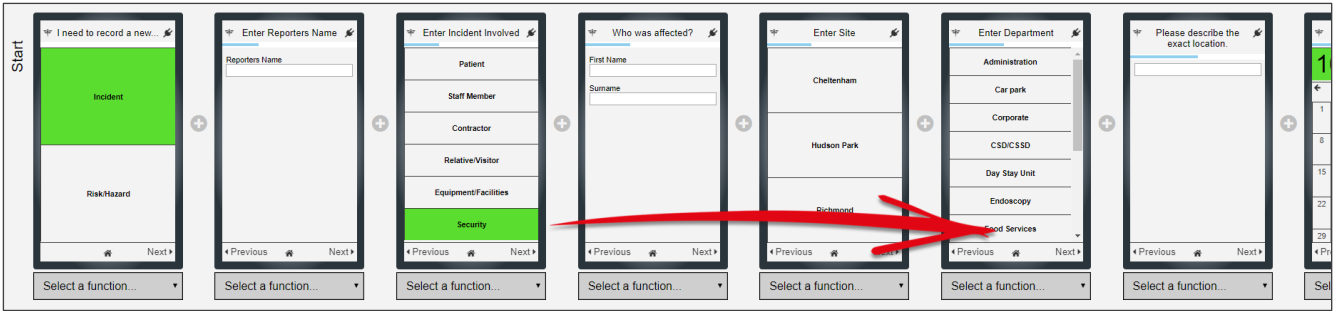 Start
I need to record a new...
Incident
Risk/Hazard
Next
Select a function...
Enter Reporters Name
Reporters Name
Previous
Next
Select a function...
Enter Incident Involved
Patient
Staff Member
Contractor
Relative/Visitor
Equipment/Facilities
Security
Previous
Next
Select a function...
Who was affected?
First Name
Surname
Previous
Next
Select a function...
Enter Site
Cheltenham
Hudson Park
Richmond
Previous
Next
Select a function...
Enter Department
Administration
Car park
Corporate
CSD/CSSD
Day Stay Unit
Endoscopy
Food Services
Previous
Next
Select a function...
Please describe the
exact location.
Previous
Next
Select a function...
1
8
15
22
29
Sel